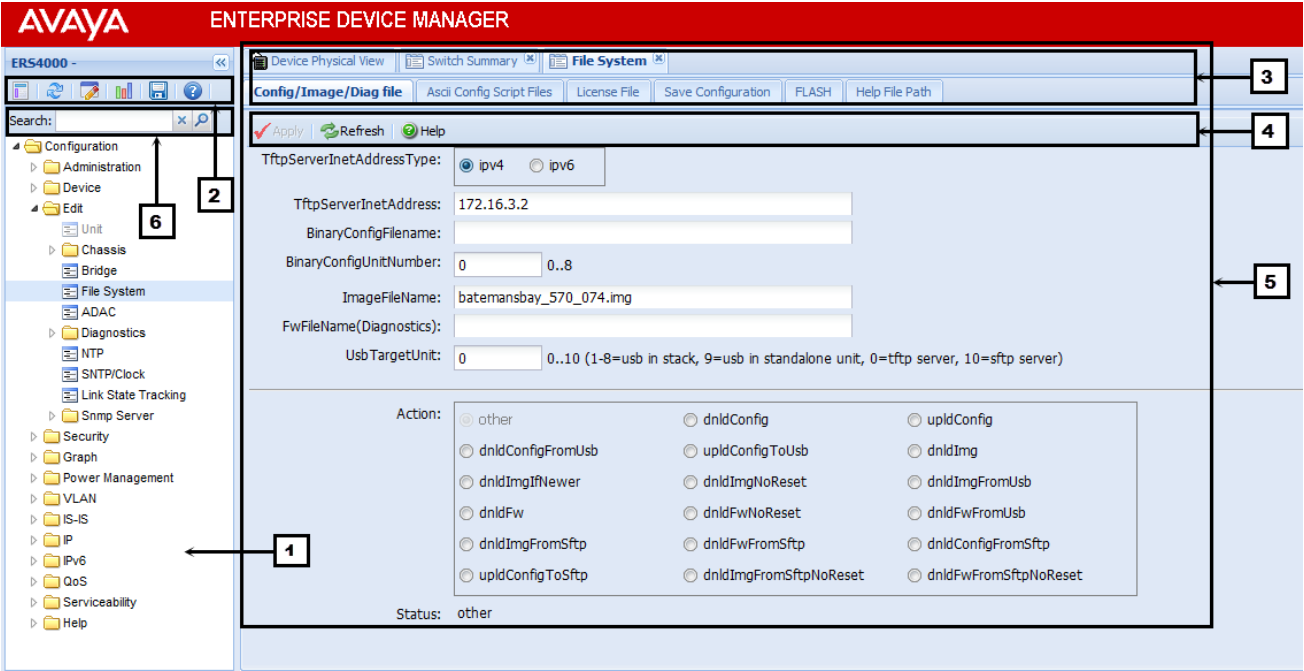 AVAYA ENTERPRISE DEVICE MANAGER
ERS4000 -
Search:
Configuration
Administration
Device
Edit
Unit
Chassis
Bridge
File System
ADAC
Diagnostics
NTP
SNTP/Clock
Link State Tracking
Snmp Server
Security
Graph
Power Management
VLAN
IS-IS
IP
IPv6
QoS
Serviceability
Help
2
6
1
Device Physical View Switch Summary File System
3
Config/Image/Diag file Ascii Config Script Files License File Save Configuration FLASH Help File Path
Apply Refresh Help
4
TftpServerInetAddressType: ipv4 ipv6
TftpServerInetAddress: 172.16.3.2
BinaryConfigFilename:
BinaryConfigUnitNumber: 0 0..8
5
ImageFileName: batemansbay_570_074.img
FwFileName(Diagnostics):
UsbTargetUnit: 0 0..10 (1-8=usb in stack, 9=usb in standalone unit, 0=tftp server, 10=sftp server)
Action: other dnldConfig upldConfig
dnldConfigFromUsb upldConfigToUsb dnldImg
dnldImgIfNewer dnldImgNoReset dnldImgFromUsb
dnldFw dnldFwNoReset dnldFwFromUsb
dnldImgFromSftp dnldFwFromSftp dnldConfigFromSftp
upldConfigToSftp dnldImgFromSftpNoReset dnldFwFromSftpNoReset
Status: other